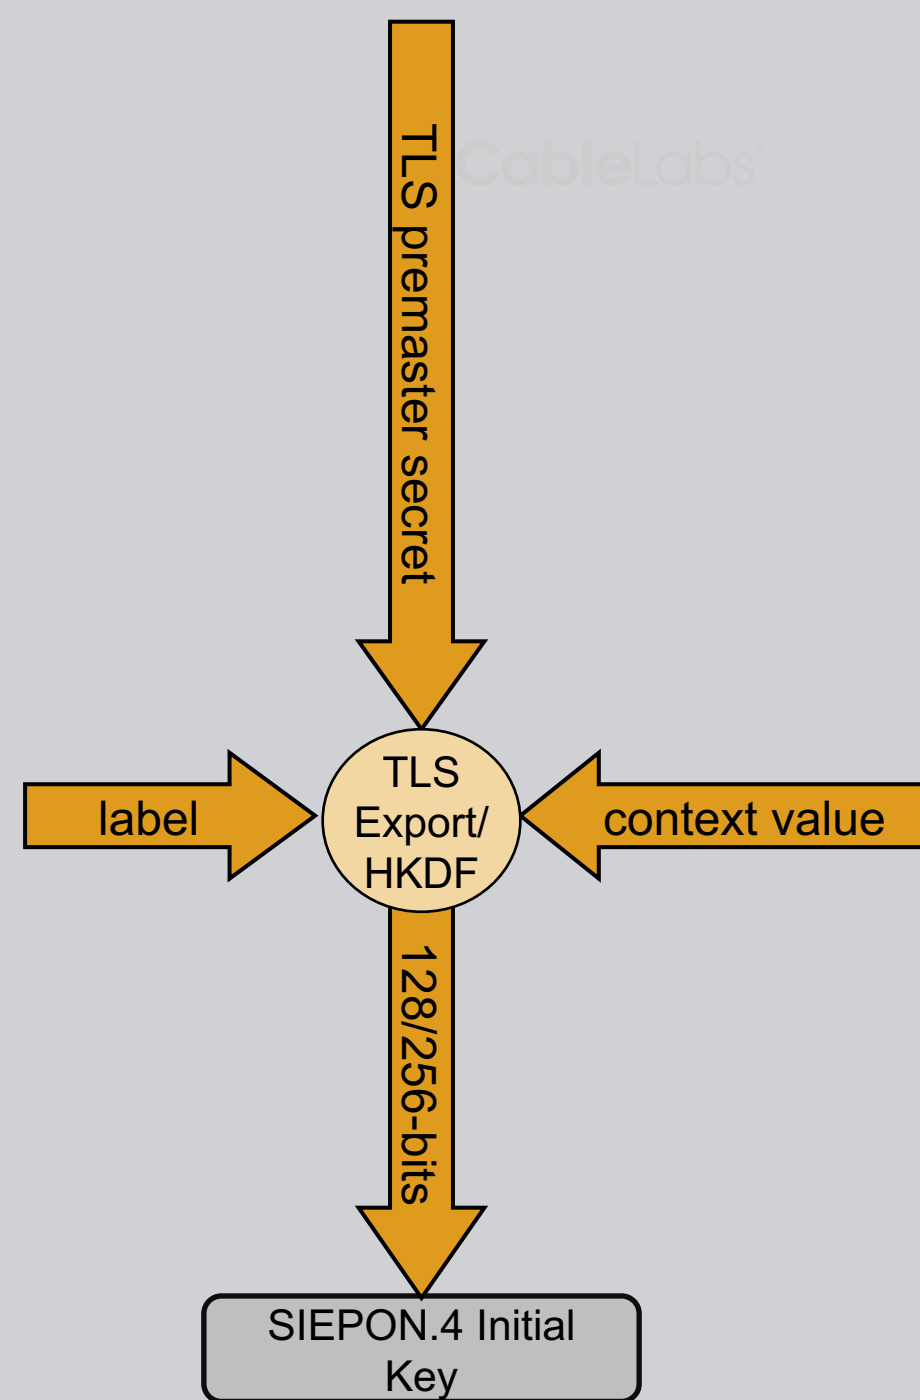 CableLabs®
TLS premaster secret
TLS
Export/
HKDF
label
context value
128/256-bits
SIEPON.4 Initial
Key